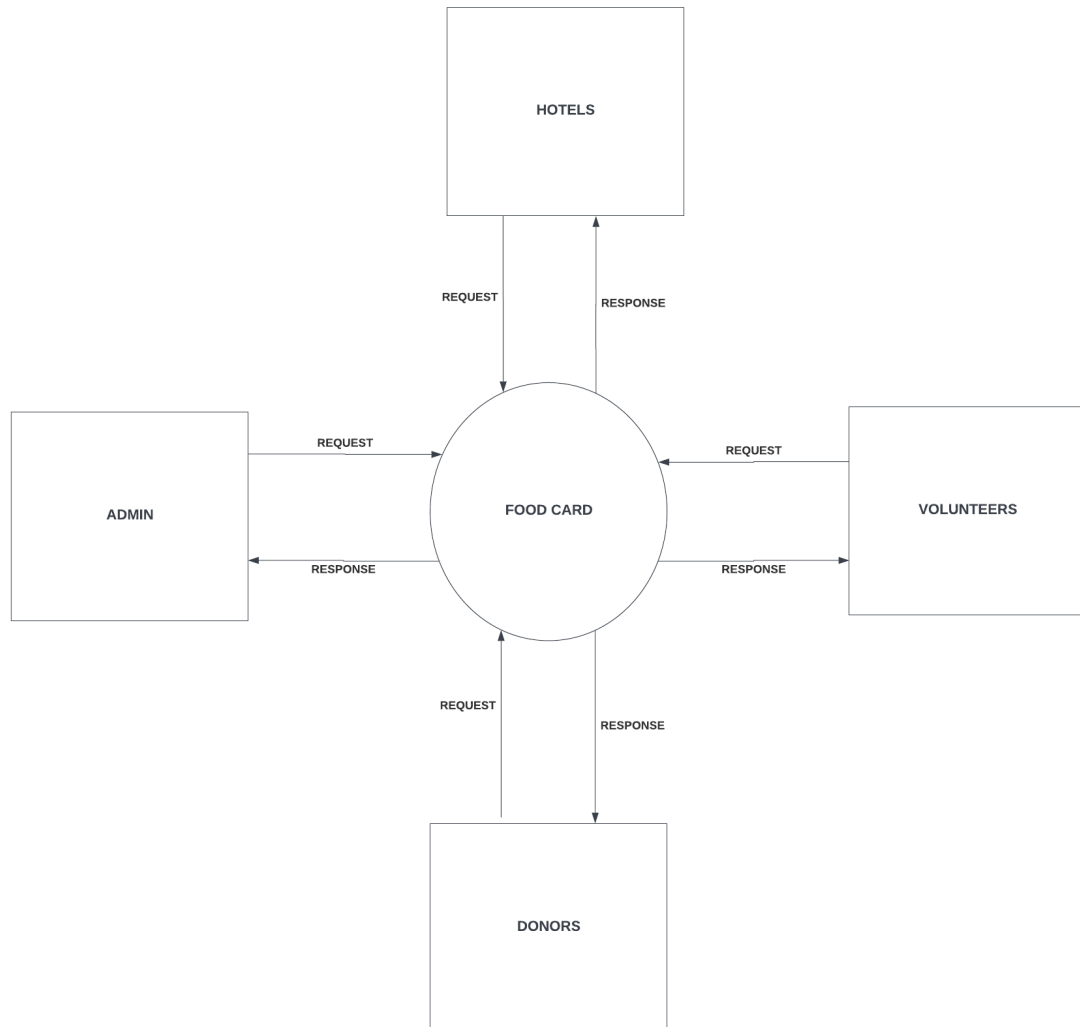 HOTELS
REQUEST
RESPONSE
REQUEST
REQUEST
ADMIN
FOOD CARD
VOLUNTEERS
RESPONSE
RESPONSE
REQUEST
RESPONSE
DONORS